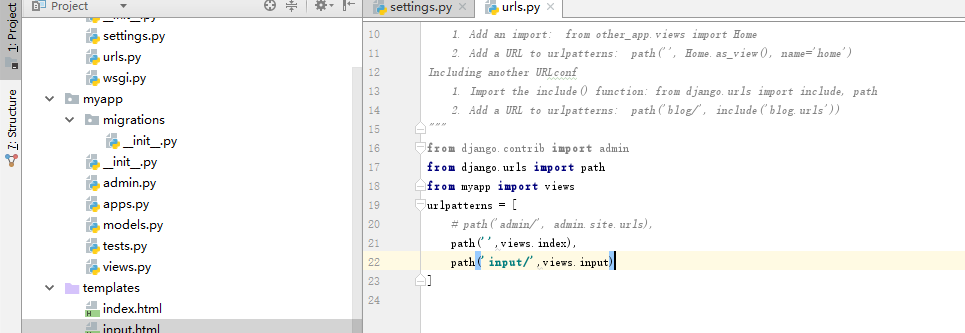 1: Project
7: Structure
Project
__init__.py
settings.py
urls.py
wsgi.py
myapp
migrations
__init__.py
__init__.py
admin.py
apps.py
models.py
tests.py
views.py
templates
index.html
input.html
settings.py
urls.py
10 1. Add an import:  from other_app.views import Home
11 2. Add a URL to urlpatterns:  path('', Home.as_view(), name='home')
12 Including another URLconf
13 1. Import the include() function: from django.urls import include, path
14 2. Add a URL to urlpatterns:  path('blog/', include('blog.urls'))
15 """
16 from django.contrib import admin
17 from django.urls import path
18 from myapp import views
19 urlpatterns = [
20 # path('admin/', admin.site.urls),
21 path('',views.index),
22 path('input/',views.input)
23 ]
24